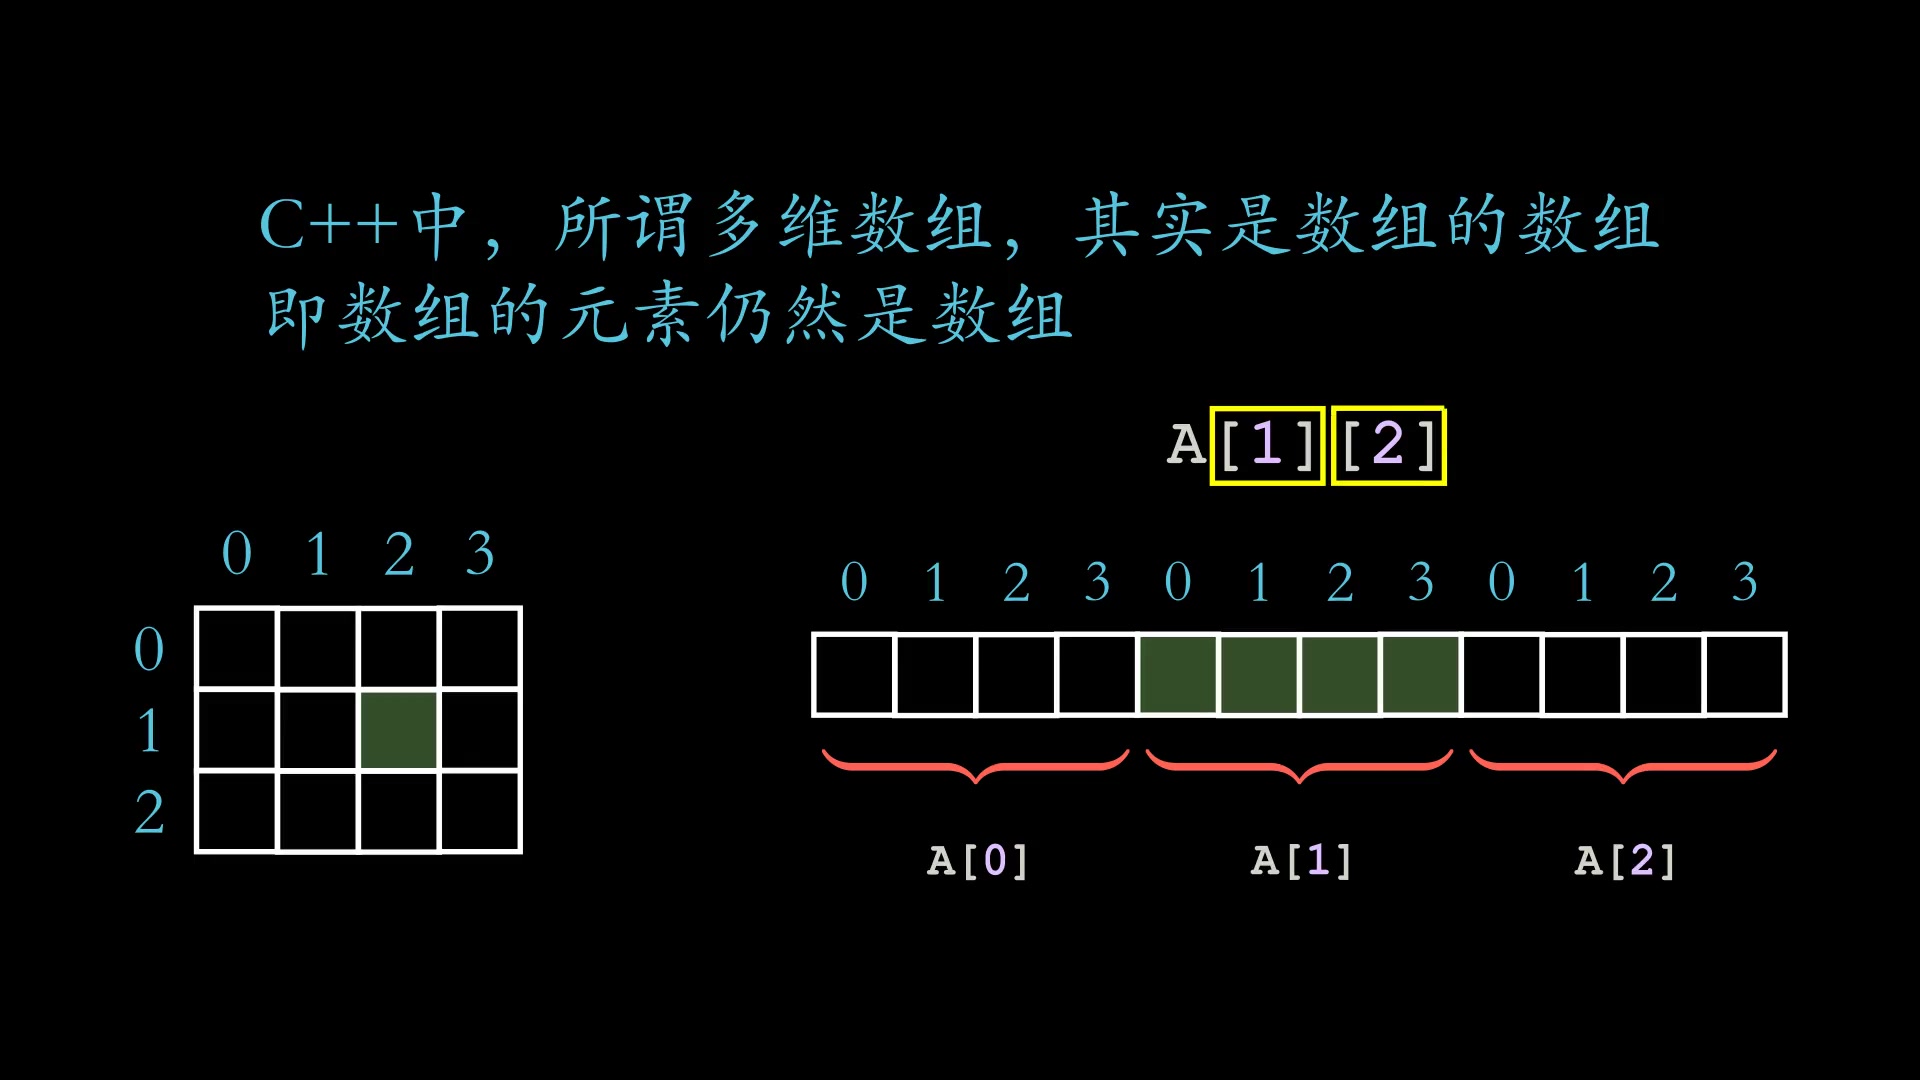 C++中，所谓多维数组，其实是数组的数组
即数组的元素仍然是数组
A[1][2]
0 1 2 3
0
1
2
0 1 2 3 0 1 2 3 0 1 2 3
A[0] A[1] A[2]